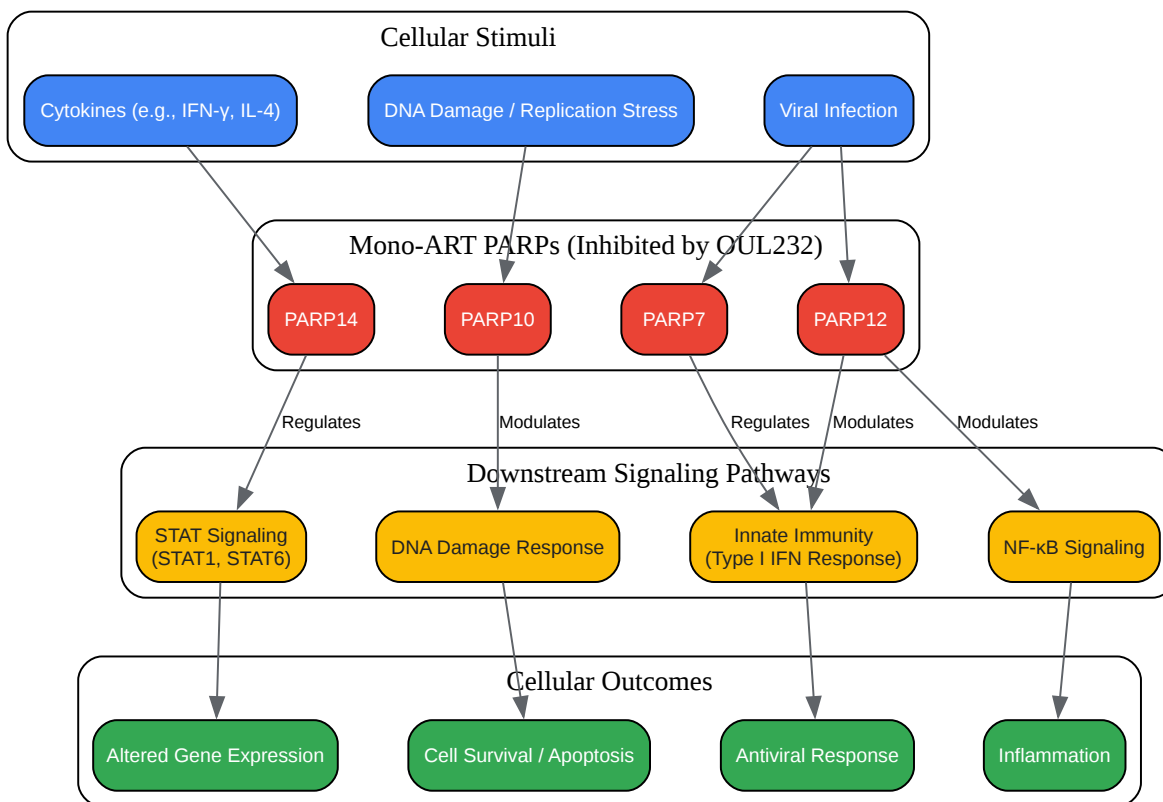 Cellular Stimuli
Cytokines (e.g., IFN-γ, IL-4)
DNA Damage / Replication Stress
Viral Infection
Mono-ART PARPs (Inhibited by OUL232)
PARP14
PARP10
PARP7
PARP12
Regulates
Modulates
Regulates
Modulates
Modulates
Downstream Signaling Pathways
STAT Signaling
(STAT1, STAT6)
DNA Damage Response
Innate Immunity
(Type I IFN Response)
NF-κB Signaling
Cellular Outcomes
Altered Gene Expression
Cell Survival / Apoptosis
Antiviral Response
Inflammation